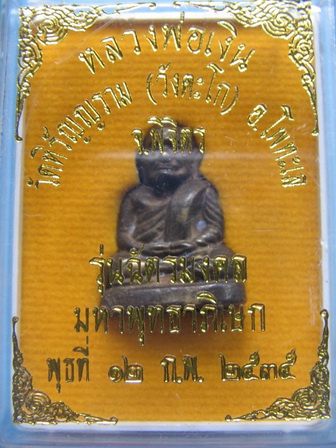 หลวงพ่อเงิน
วัดหิรัญญาราม (วังตะโก) อ.โพทะเล
จ.พิจิตร
รุ่นฉัตรมงคล
มหาพุทธาภิเษก
พุธที่ ๑๒ ก.พ. ๒๕๓๕